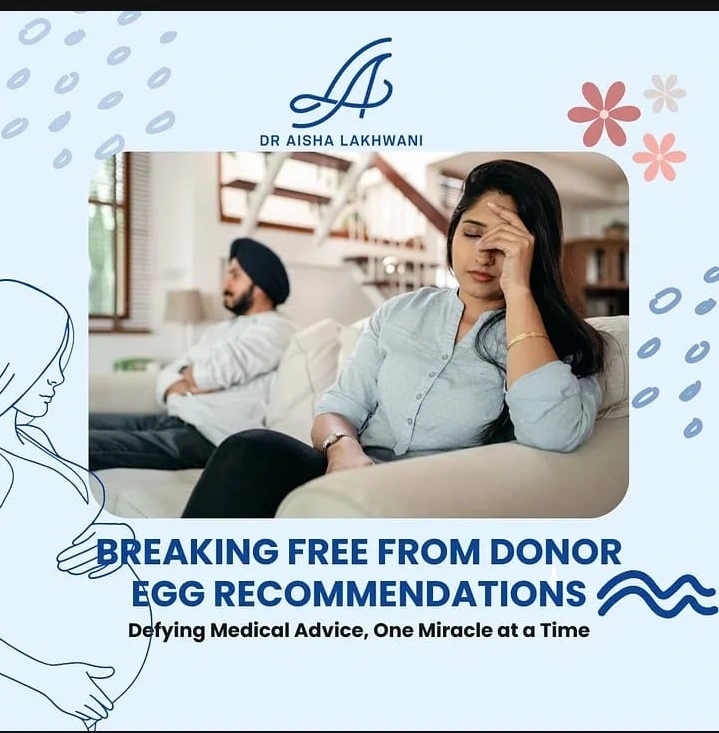 DR AISHA LAKHWANI
BREAKING FREE FROM DONOR
EGG RECOMMENDATIONS
Defying Medical Advice, One Miracle at a Time